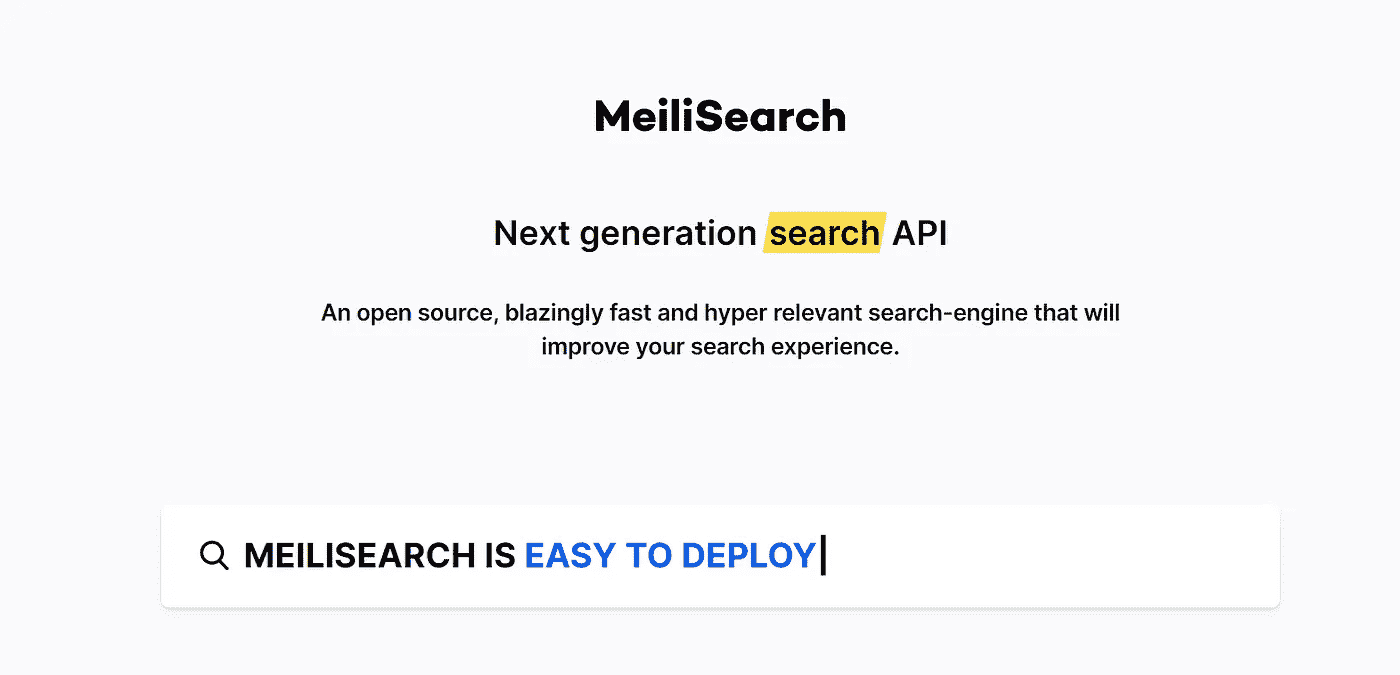 MeiliSearch
Next generation search API
An open source, blazingly fast and hyper relevant search-engine that will
improve your search experience.
MEILISEARCH IS EASY TO DEPLOY